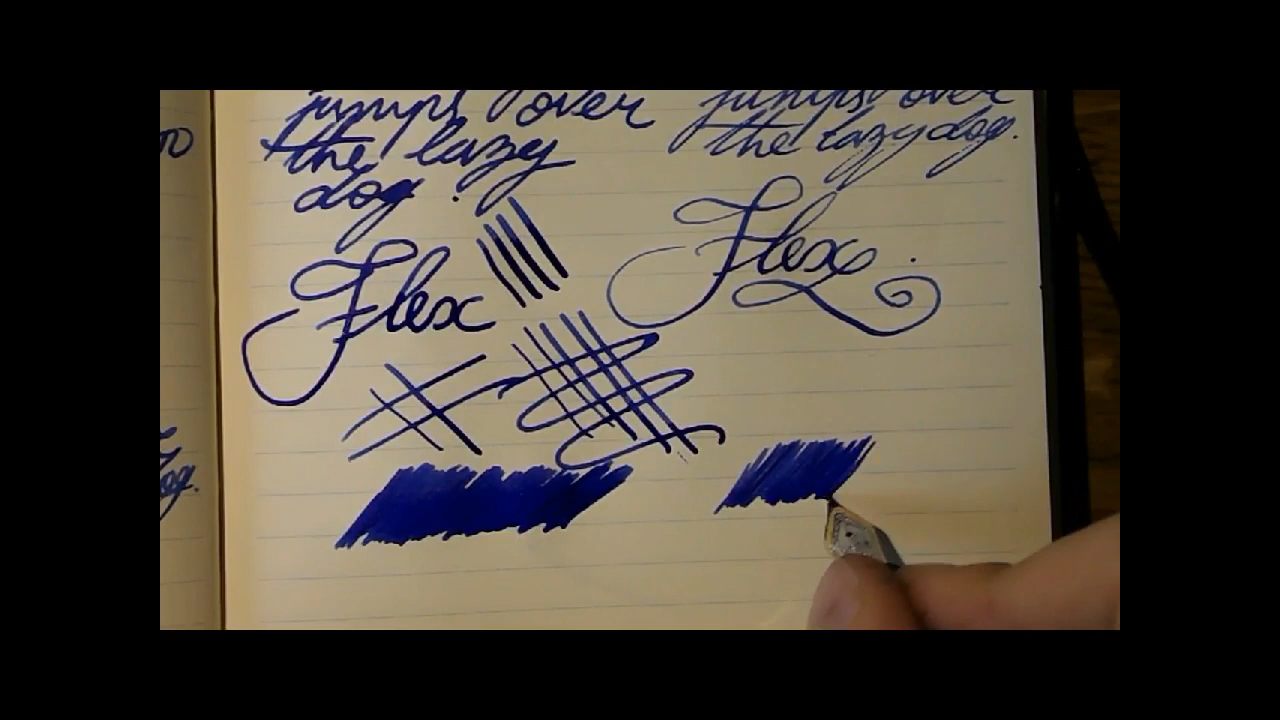 jumps over
the lazy
dog.
Flex
jumps over
the lazy dog.
Flex.